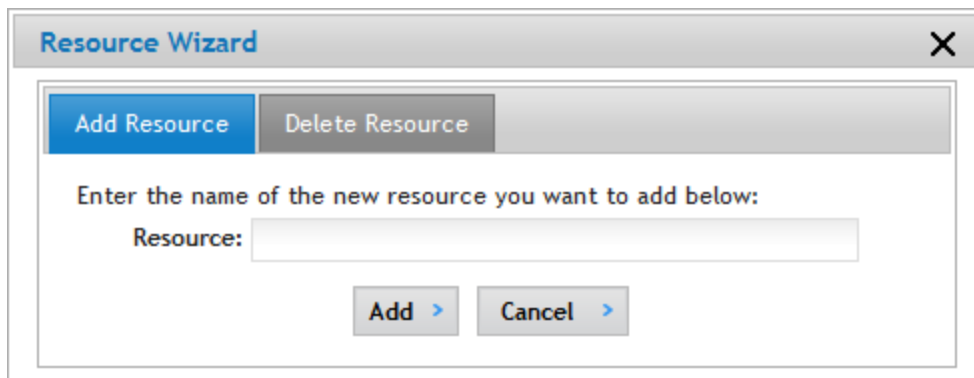 Resource Wizard
Add Resource Delete Resource
Enter the name of the new resource you want to add below:
Resource:
Add > Cancel >